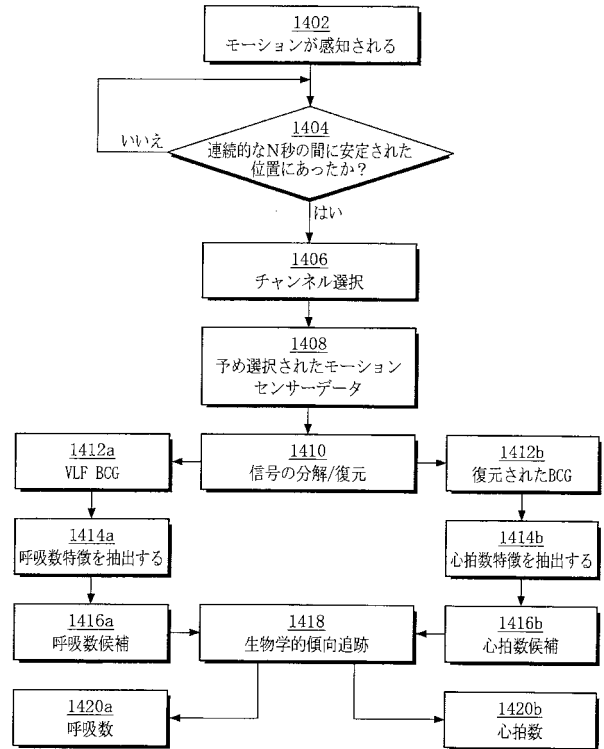 1402
モーションが感知される
いいえ
1404
連続的なN秒の間に安定された
位置にあったか？
はい
1406
チャンネル選択
1408
予め選択されたモーション
センサーデータ
1412a
VLF BCG
1410
信号の分解/復元
1412b
復元されたBCG
1414a
呼吸数特徴を抽出する
1414b
心拍数特徴を抽出する
1416a
呼吸数候補
1418
生物学的傾向追跡
1416b
心拍数候補
1420a
呼吸数
1420b
心拍数